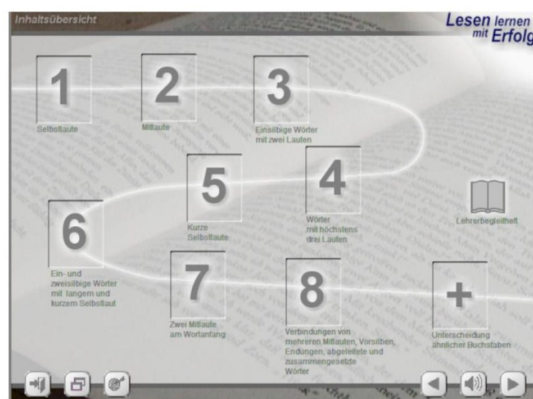 Inhaltsübersicht
Lesen lernen
mit Erfolg
1
Selbstlaute
2
Mitlaute
3
Einsilbige Wörter
mit zwei Lauten
4
Wörter
mit höchstens
drei Lauten
5
Kurze
Selbstlaute
6
Ein- und
zweisilbige Wörter
mit langem und
kurzem Selbstlaut
7
Zwei Mitlaute
am Wortanfang
8
Verbindungen von
mehreren Mitlauten, Vorsilben,
Endungen, abgeleitete und
zusammengesetzte
Wörter
+
Unterscheidung
ähnlicher Buchstaben
Lehrerbegleitheft